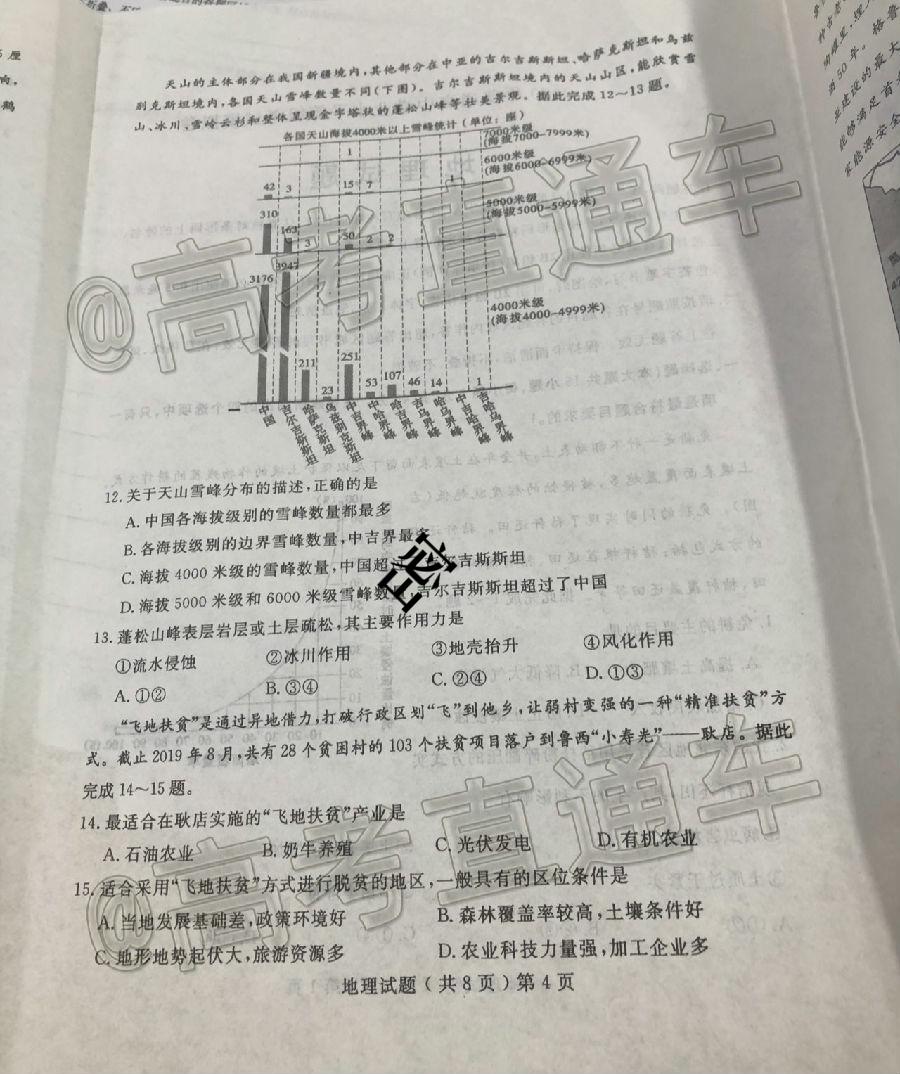 天山的主体部分在我国新疆境内,其他部分在中亚的吉尔吉斯斯坦、哈萨克斯坦和乌兹
别克斯坦境内,各国天山雪峰数量不同(下图)。吉尔吉斯斯坦境内的天山山区,能欣赏雪
山、冰川、雪岭云杉和整体呈现金字塔状的蓬松山峰等壮美景观。据此完成12~13题。
各国天山海拔4000米以上雪峰统计(单位:座)
7000米级
(海拔7000-7999米)
1
6000米级
(海拔6000-6999米)
42 3 15 7 1
5000米级
(海拔5000-5999米)
310 163 3 50 2 2
4000米级
(海拔4000-4999米)
3176 3947 211 23 251 53 107 46 14 1
中国
吉尔吉斯斯坦
哈萨克斯坦
乌兹别克斯坦
中吉界峰
中哈界峰
哈吉界峰
吉乌界峰
哈乌界峰
中吉哈界峰
吉哈乌界峰
12.关于天山雪峰分布的描述,正确的是
A.中国各海拔级别的雪峰数量都最多
B.各海拔级别的边界雪峰数量,中吉界最多
C.海拔4000米级的雪峰数量,中国超过 吉尔吉斯斯坦
D.海拔5000米级和6000米级雪峰数量,吉尔吉斯斯坦超过了中国
密
13.蓬松山峰表层岩层或土层疏松,其主要作用力是
①流水侵蚀 ②冰川作用 ③地壳抬升 ④风化作用
A.①② B.③④ C.②④ D.①③
“飞地扶贫”是通过异地借力,打破行政区划“飞”到他乡,让弱村变强的一种“精准扶贫”方
式。截止2019年8月,共有28个贫困村的103个扶贫项目落户到鲁西“小寿光”——耿店。据此
完成14~15题。
14.最适合在耿店实施的“飞地扶贫”产业是
A.石油农业 B.奶牛养殖 C.光伏发电 D.有机农业
15.适合采用“飞地扶贫”方式进行脱贫的地区,一般具有的区位条件是
A.当地发展基础差,政策环境好 B.森林覆盖率较高,土壤条件好
C.地形地势起伏大,旅游资源多 D.农业科技力量强,加工企业多
地理试题(共8页)第4页
@高考直通车
@高考直通车